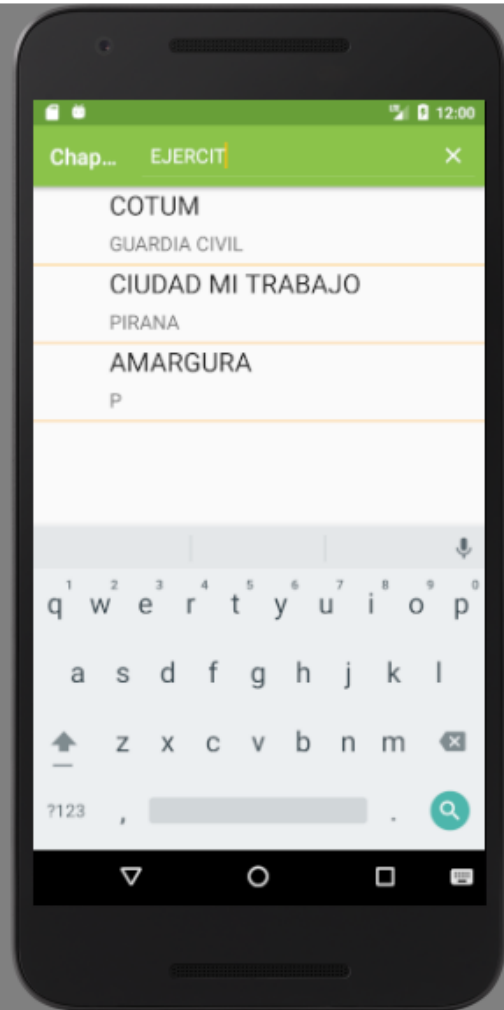 LTE 12:00
Chap... EJERCIT
COTUM
GUARDIA CIVIL
CIUDAD MI TRABAJO
PIRANA
AMARGURA
P
1 2 3 4 5 6 7 8 9 0
q w e r t y u i o p
a s d f g h j k l
z x c v b n m
?123 , .